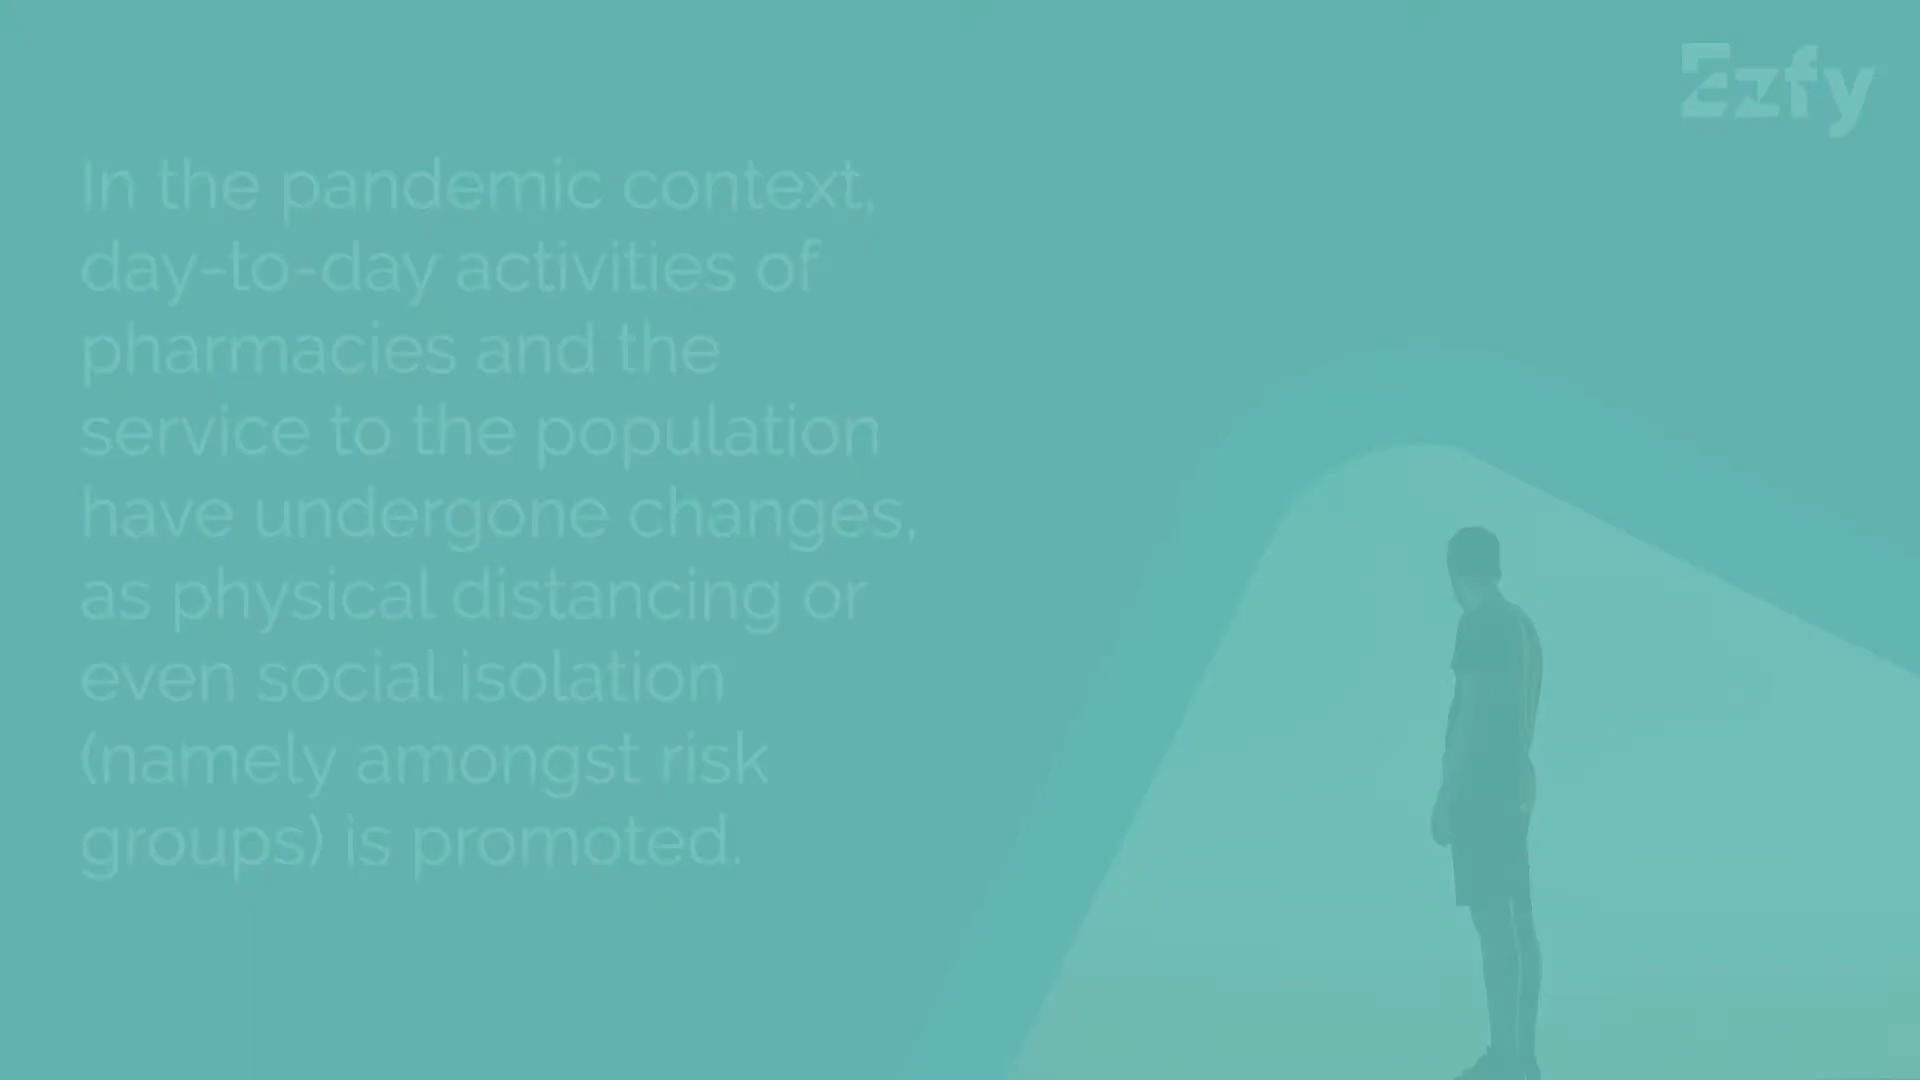 Ezfy
In the pandemic context,
day-to-day activities of
pharmacies and the
service to the population
have undergone changes,
as physical distancing or
even social isolation
(namely amongst risk
groups) is promoted.